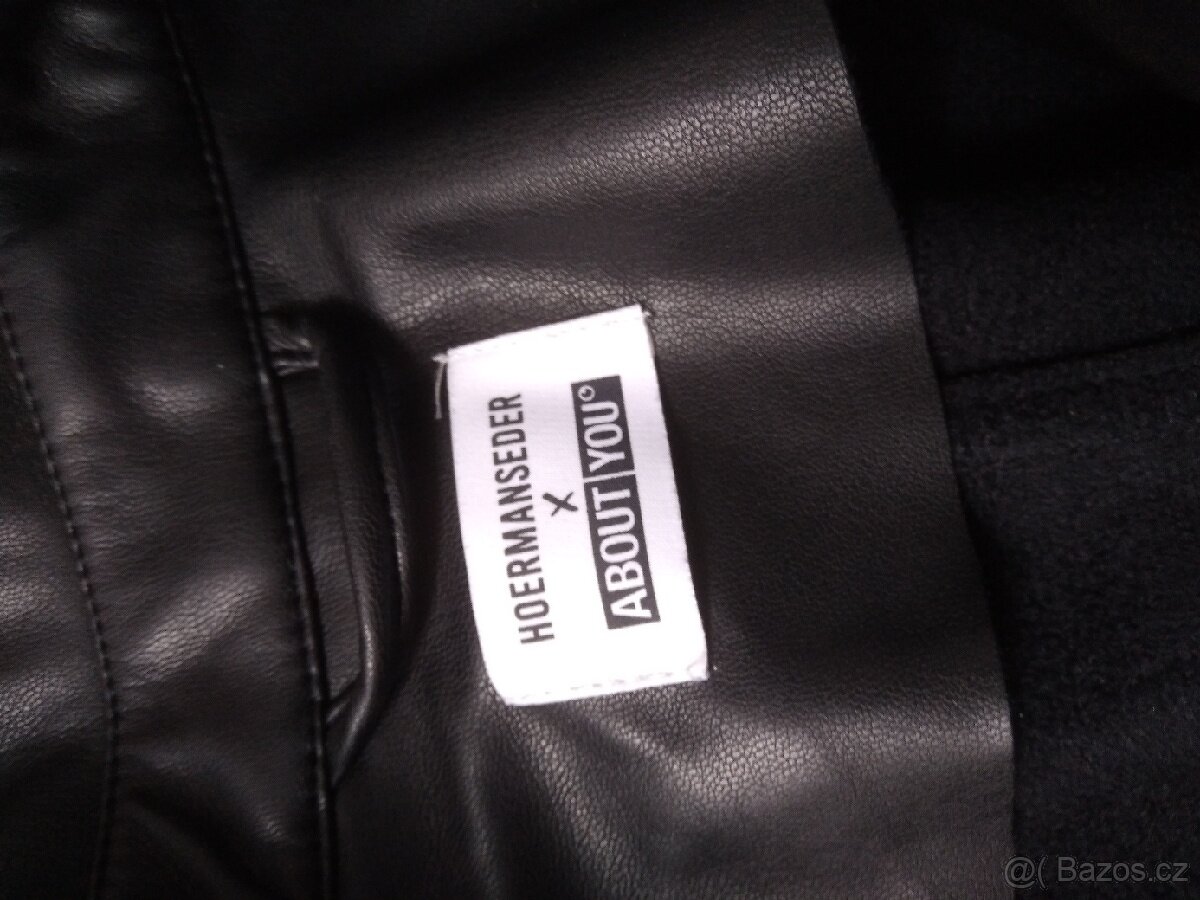 HOERMANSEDER
X
ABOUT|YOU°
@( Bazos.cz